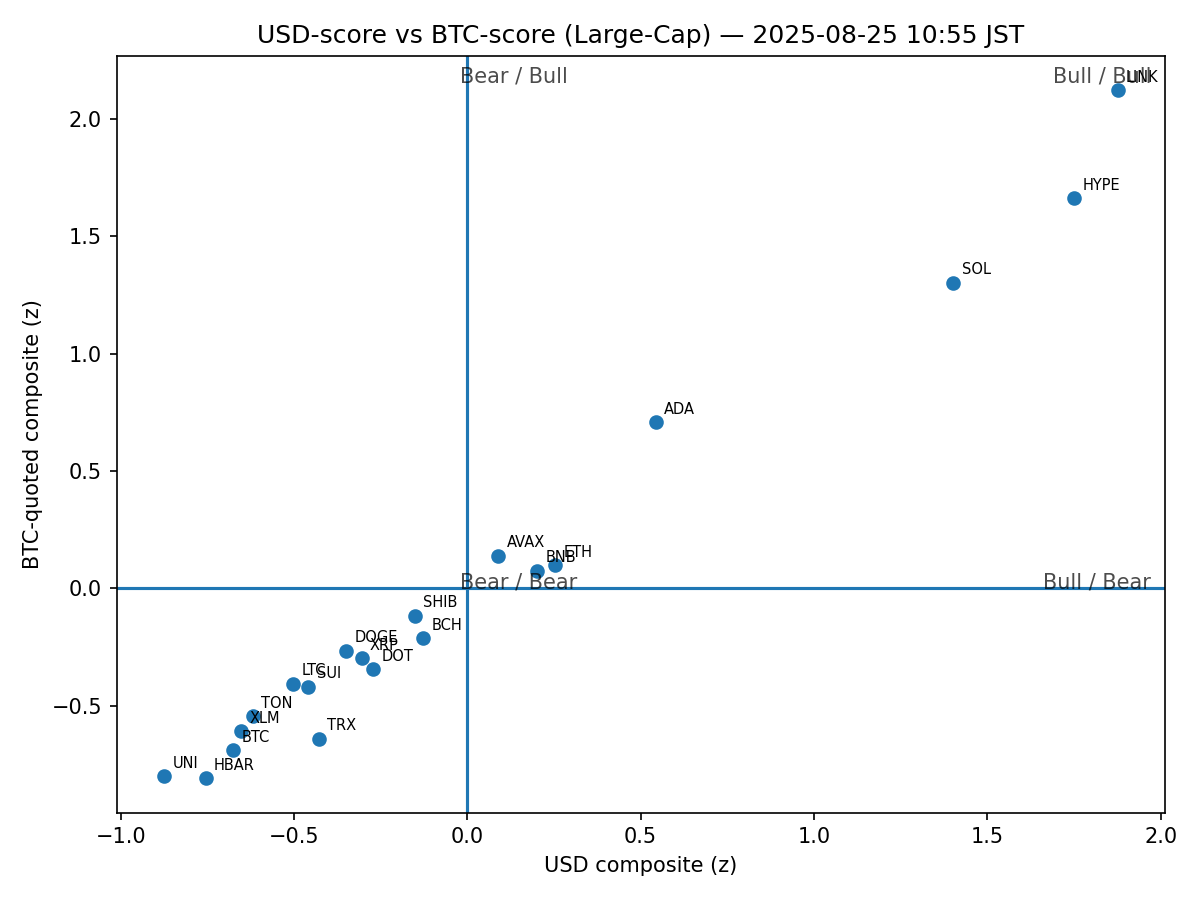 USD-score vs BTC-score (Large-Cap) — 2025-08-25 10:55 JST
Bear / Bull
Bull / Bull
LINK
HYPE
SOL
ADA
AVAX
BNB
ETH
Bear / Bear
Bull / Bear
SHIB
BCH
DOGE
XRP
DOT
LTC
SUI
TON
XLM
TRX
BTC
UNI
HBAR
2.0
1.5
1.0
0.5
0.0
−0.5
BTC-quoted composite (z)
−1.0
−0.5
0.0
0.5
1.0
1.5
2.0
USD composite (z)